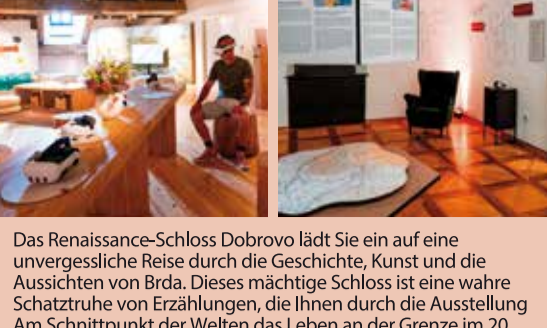 Das Renaissance-Schloss Dobrovo lädt Sie ein auf eine
unvergessliche Reise durch die Geschichte, Kunst und die
Aussichten von Brda. Dieses mächtige Schloss ist eine wahre
Schatztruhe von Erzählungen, die Ihnen durch die Ausstellung
Am Schnittpunkt der Welten das Leben an der Grenze im 20.